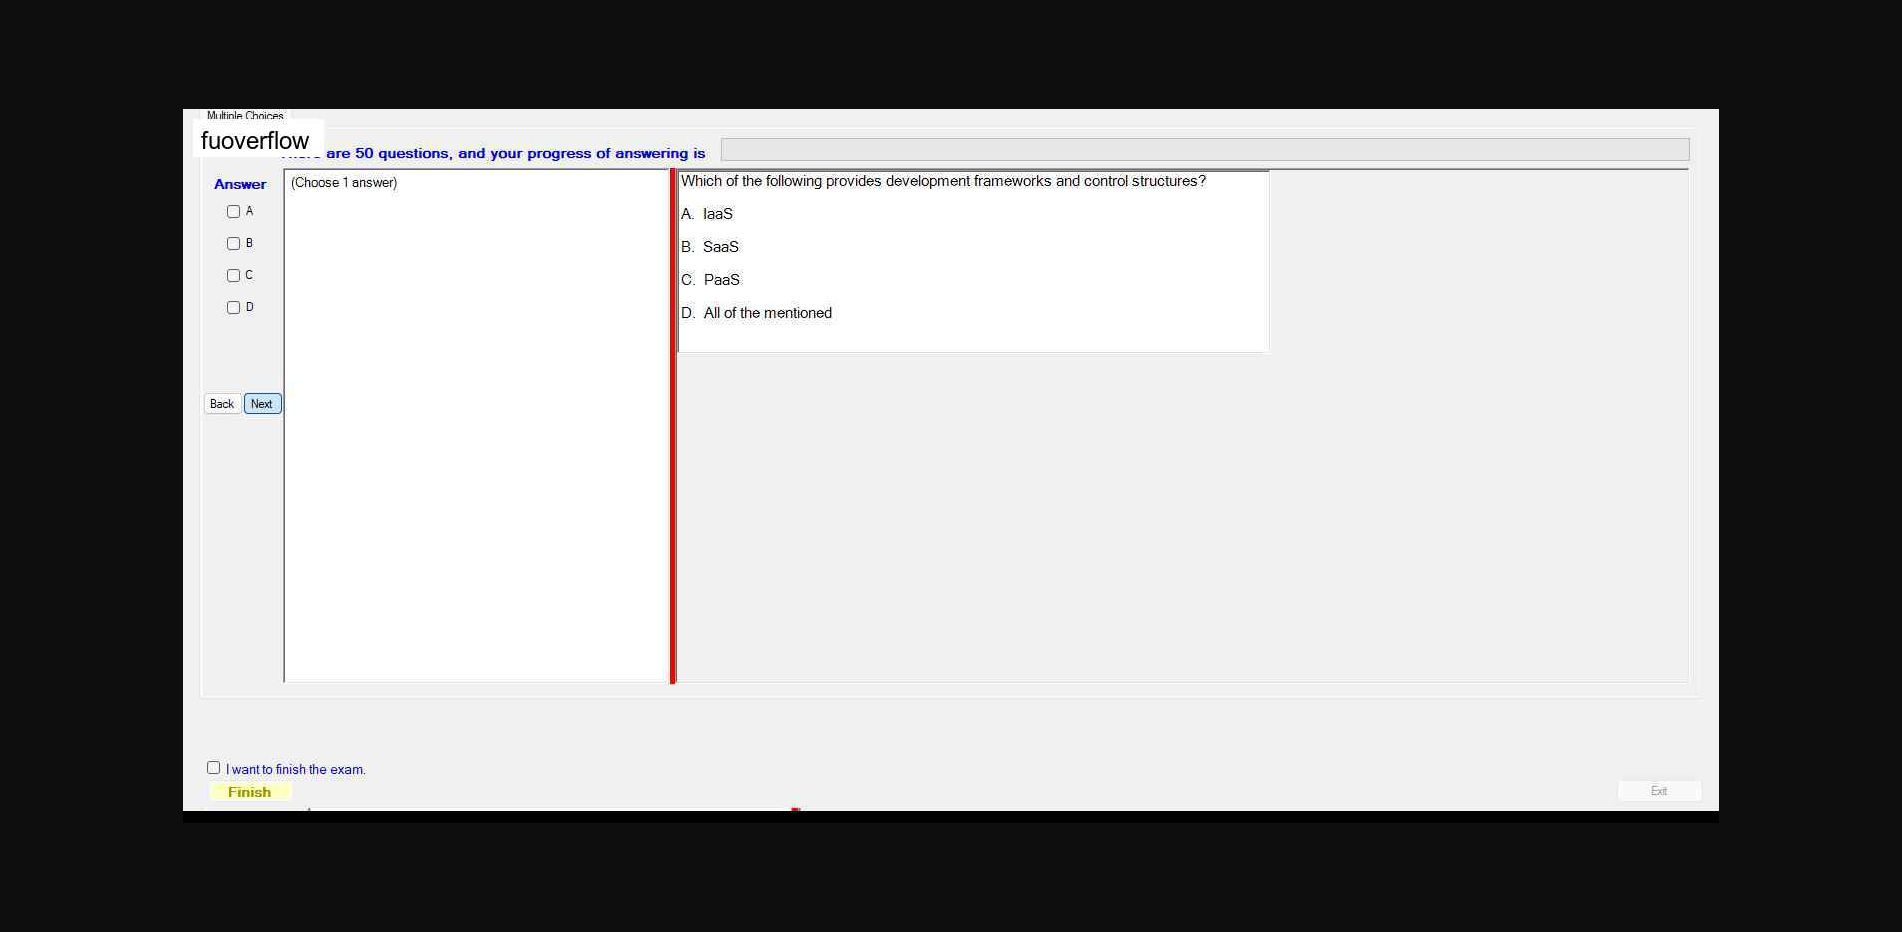 Multiple Choices
fuoverflow
are 50 questions, and your progress of answering is
Answer
(Choose 1 answer)
A
B
C
D
Back Next
Which of the following provides development frameworks and control structures?
A. IaaS
B. SaaS
C. PaaS
D. All of the mentioned
I want to finish the exam.
Finish
Exit